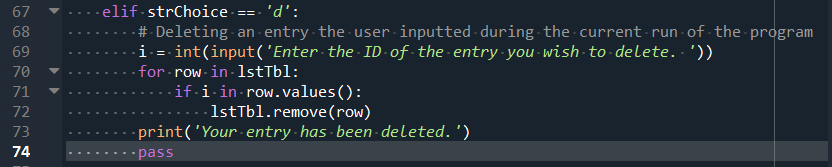 67 elif strChoice == 'd':
68 # Deleting an entry the user inputted during the current run of the program
69 i = int(input('Enter the ID of the entry you wish to delete. '))
70 for row in lstTbl:
71 if i in row.values():
72 lstTbl.remove(row)
73 print('Your entry has been deleted.')
74 pass